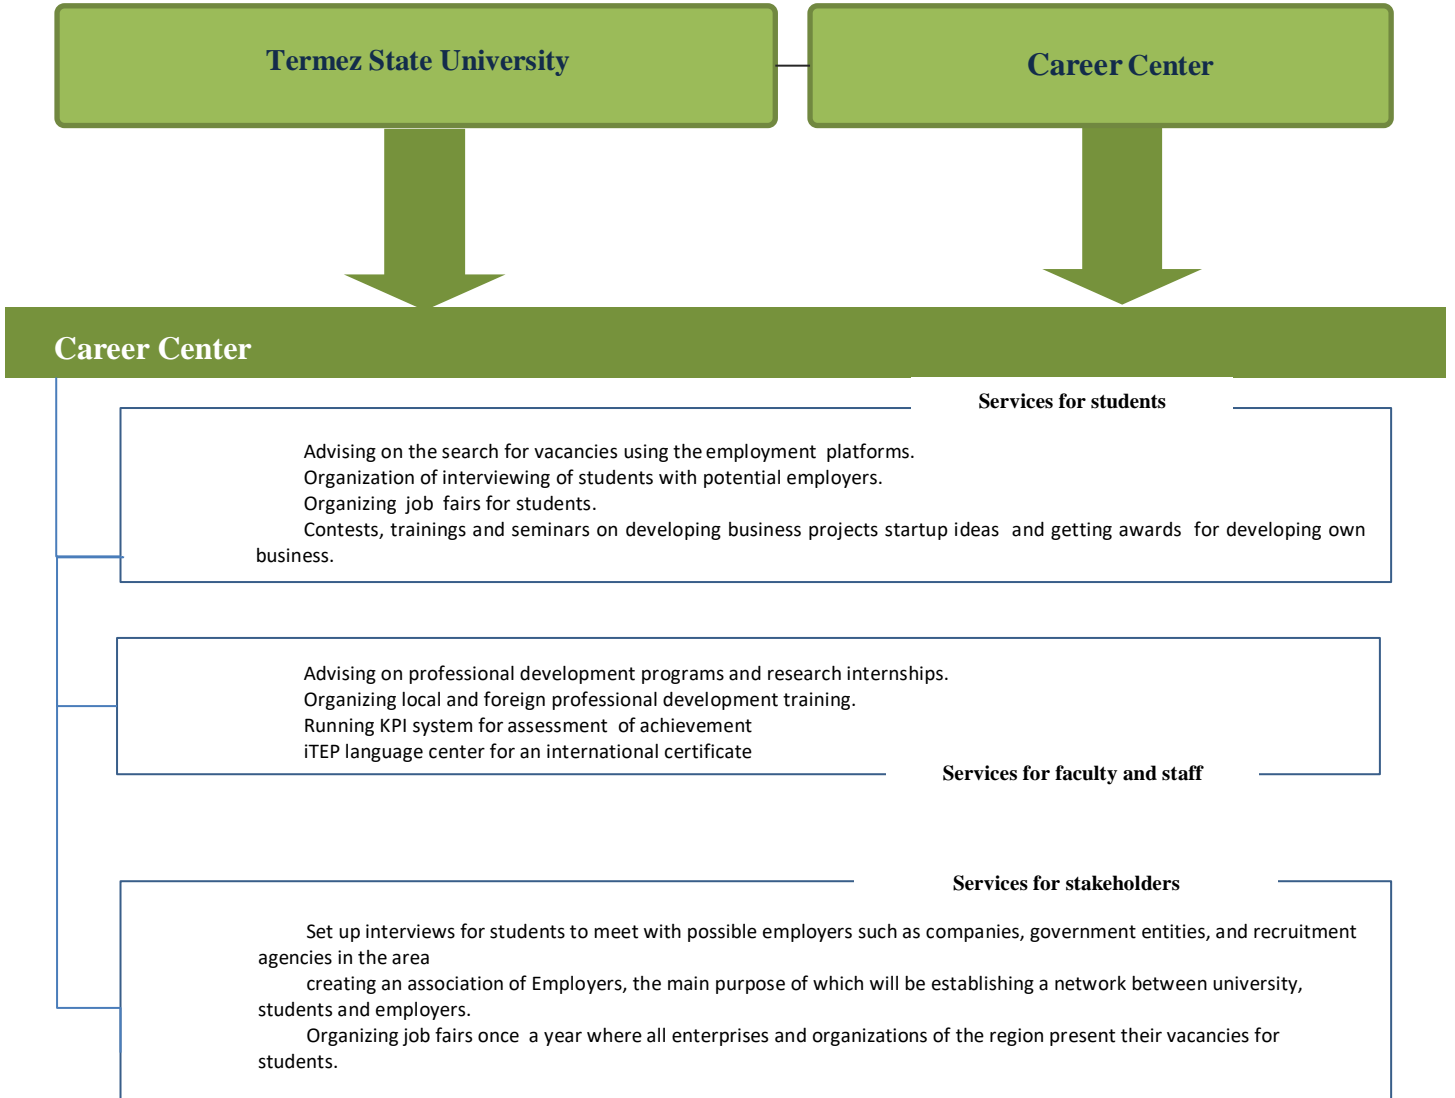 Termez State University
Career Center
Career Center
Services for students
Advising on the search for vacancies using the employment platforms.
Organization of interviewing of students with potential employers.
Organizing job fairs for students.
Contests, trainings and seminars on developing business projects startup ideas and getting awards for developing own
business.
Advising on professional development programs and research internships.
Organizing local and foreign professional development training.
Running KPI system for assessment of achievement
iTEP language center for an international certificate
Services for faculty and staff
Services for stakeholders
Set up interviews for students to meet with possible employers such as companies, government entities, and recruitment
agencies in the area
creating an association of Employers, the main purpose of which will be establishing a network between university,
students and employers.
Organizing job fairs once a year where all enterprises and organizations of the region present their vacancies for
students.